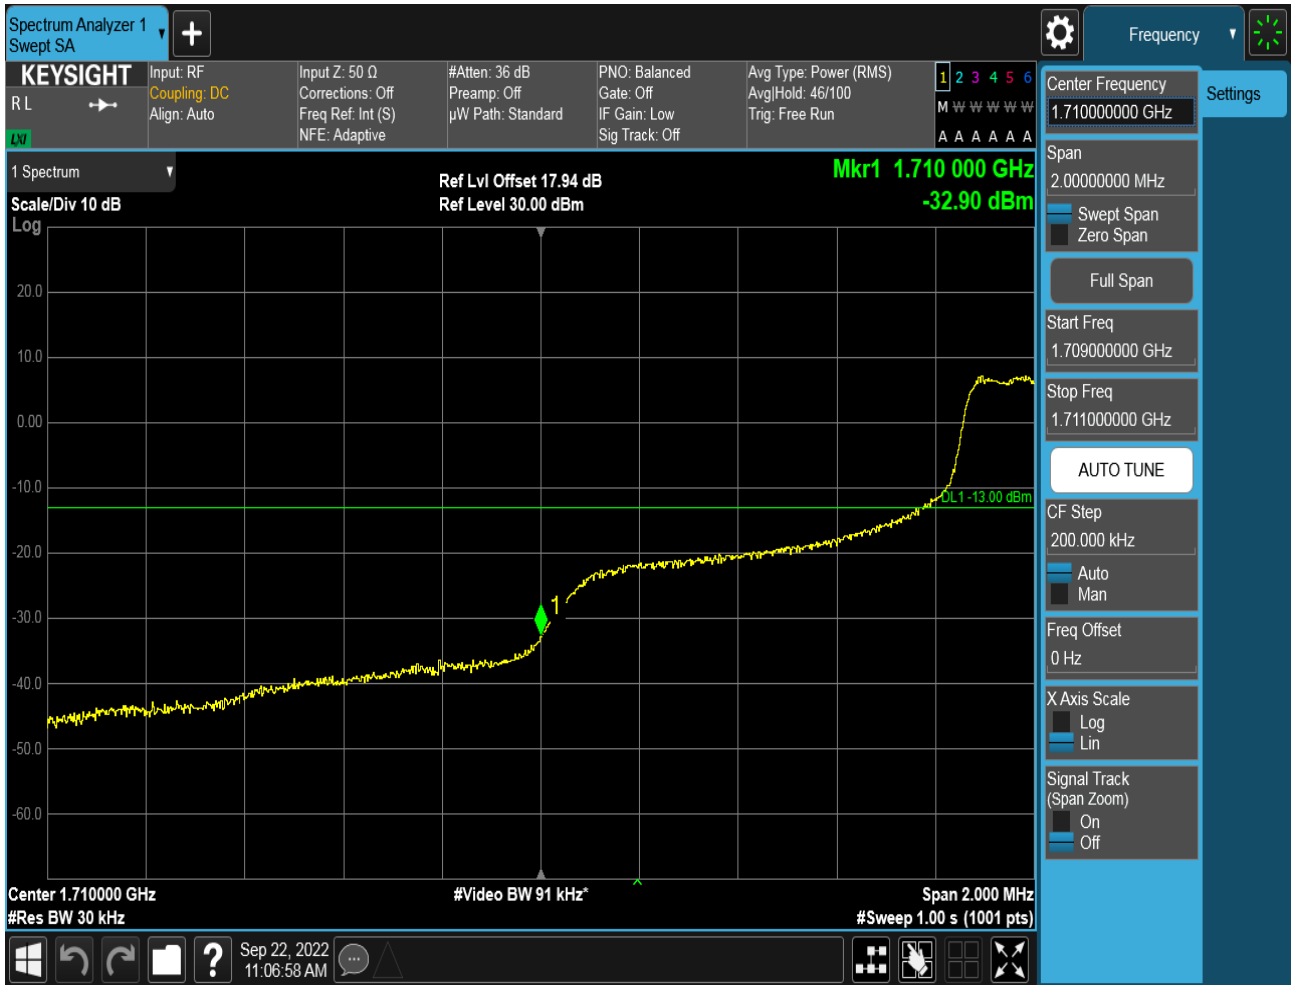 Spectrum Analyzer 1
Swept SA
Frequency
KEYSIGHT
R L
LXI
Input: RF
Coupling: DC
Align: Auto
Input Z: 50 Ω
Corrections: Off
Freq Ref: Int (S)
NFE: Adaptive
#Atten: 36 dB
Preamp: Off
µW Path: Standard
PNO: Balanced
Gate: Off
IF Gain: Low
Sig Track: Off
Avg Type: Power (RMS)
Avg|Hold: 46/100
Trig: Free Run
1 2 3 4 5 6
M W W W W W
A A A A A A
1 Spectrum
Scale/Div 10 dB
Log
Ref Lvl Offset 17.94 dB
Ref Level 30.00 dBm
Mkr1 1.710 000 GHz
-32.90 dBm
20.0
10.0
0.00
-10.0
-20.0
-30.0
-40.0
-50.0
-60.0
DL1 -13.00 dBm
1
Center 1.710000 GHz
#Res BW 30 kHz
#Video BW 91 kHz*
Span 2.000 MHz
#Sweep 1.00 s (1001 pts)
Center Frequency
1.710000000 GHz
Settings
Span
2.00000000 MHz
Swept Span
Zero Span
Full Span
Start Freq
1.709000000 GHz
Stop Freq
1.711000000 GHz
AUTO TUNE
CF Step
200.000 kHz
Auto
Man
Freq Offset
0 Hz
X Axis Scale
Log
Lin
Signal Track
(Span Zoom)
On
Off
?
Sep 22, 2022
11:06:58 AM